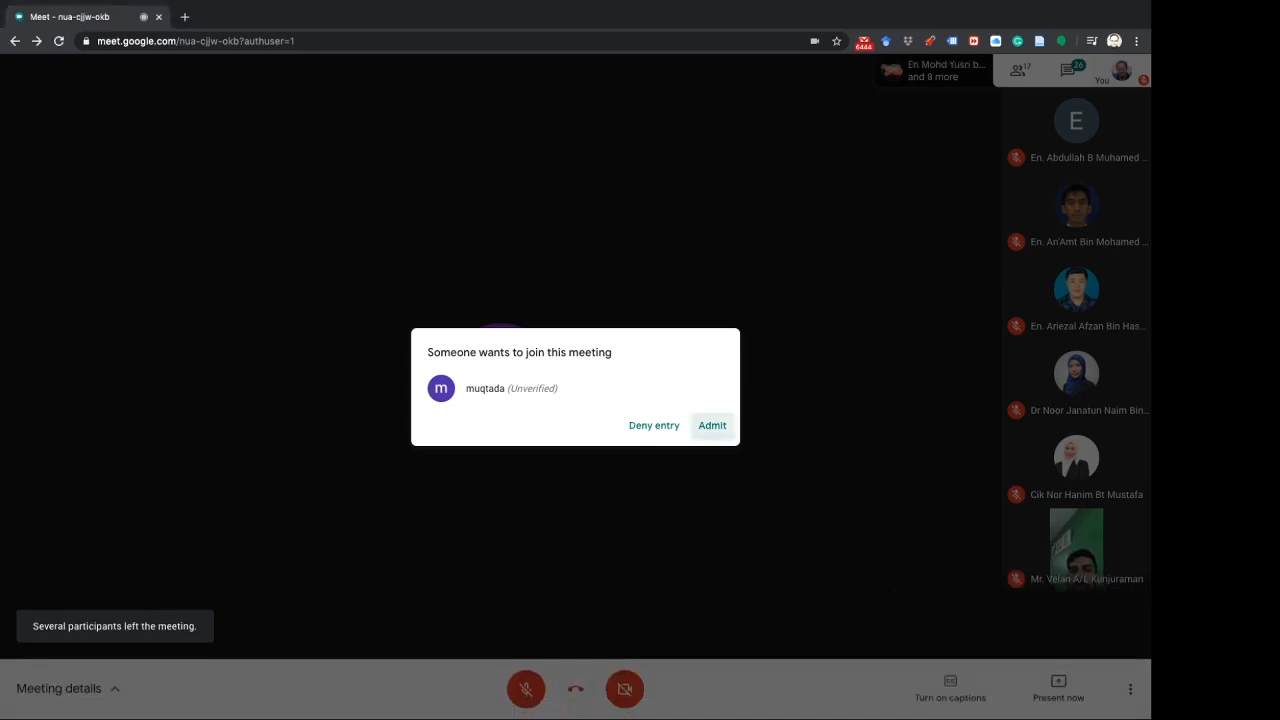 Meet - nua-cjjw-okb
meet.google.com/nua-cjjw-okb?authuser=1
6444
En Mohd Yusri b...
and 8 more
17
26
You
E
En. Abdullah B Muhamed ...
En. An'Amt Bin Mohamed ...
En. Ariezal Afzan Bin Has...
Dr Noor Janatun Naim Bin...
Cik Nor Hanim Bt Mustafa
Mr. Velan A/L Kunjuraman
Someone wants to join this meeting
m
muqtada (Unverified)
Deny entry
Admit
Several participants left the meeting.
Meeting details
Turn on captions
Present now